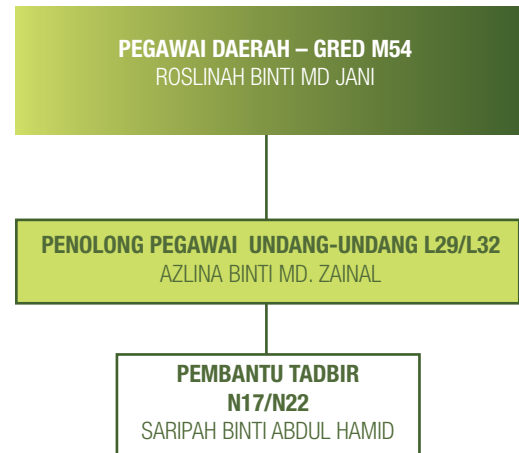 PEGAWAI DAERAH – GRED M54
ROSLINAH BINTI MD JANI
PENOLONG PEGAWAI UNDANG-UNDANG L29/L32
AZLINA BINTI MD. ZAINAL
PEMBANTU TADBIR
N17/N22
SARIPAH BINTI ABDUL HAMID